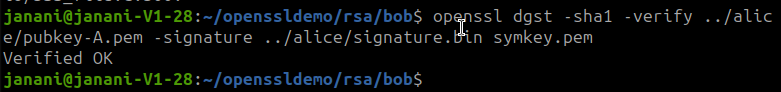 janani@janani-V1-28:~/openssldemo/rsa/bob$ openssl dgst -sha1 -verify ../alic
e/pubkey-A.pem -signature ../alice/signature.bin symkey.pem
Verified OK
janani@janani-V1-28:~/openssldemo/rsa/bob$